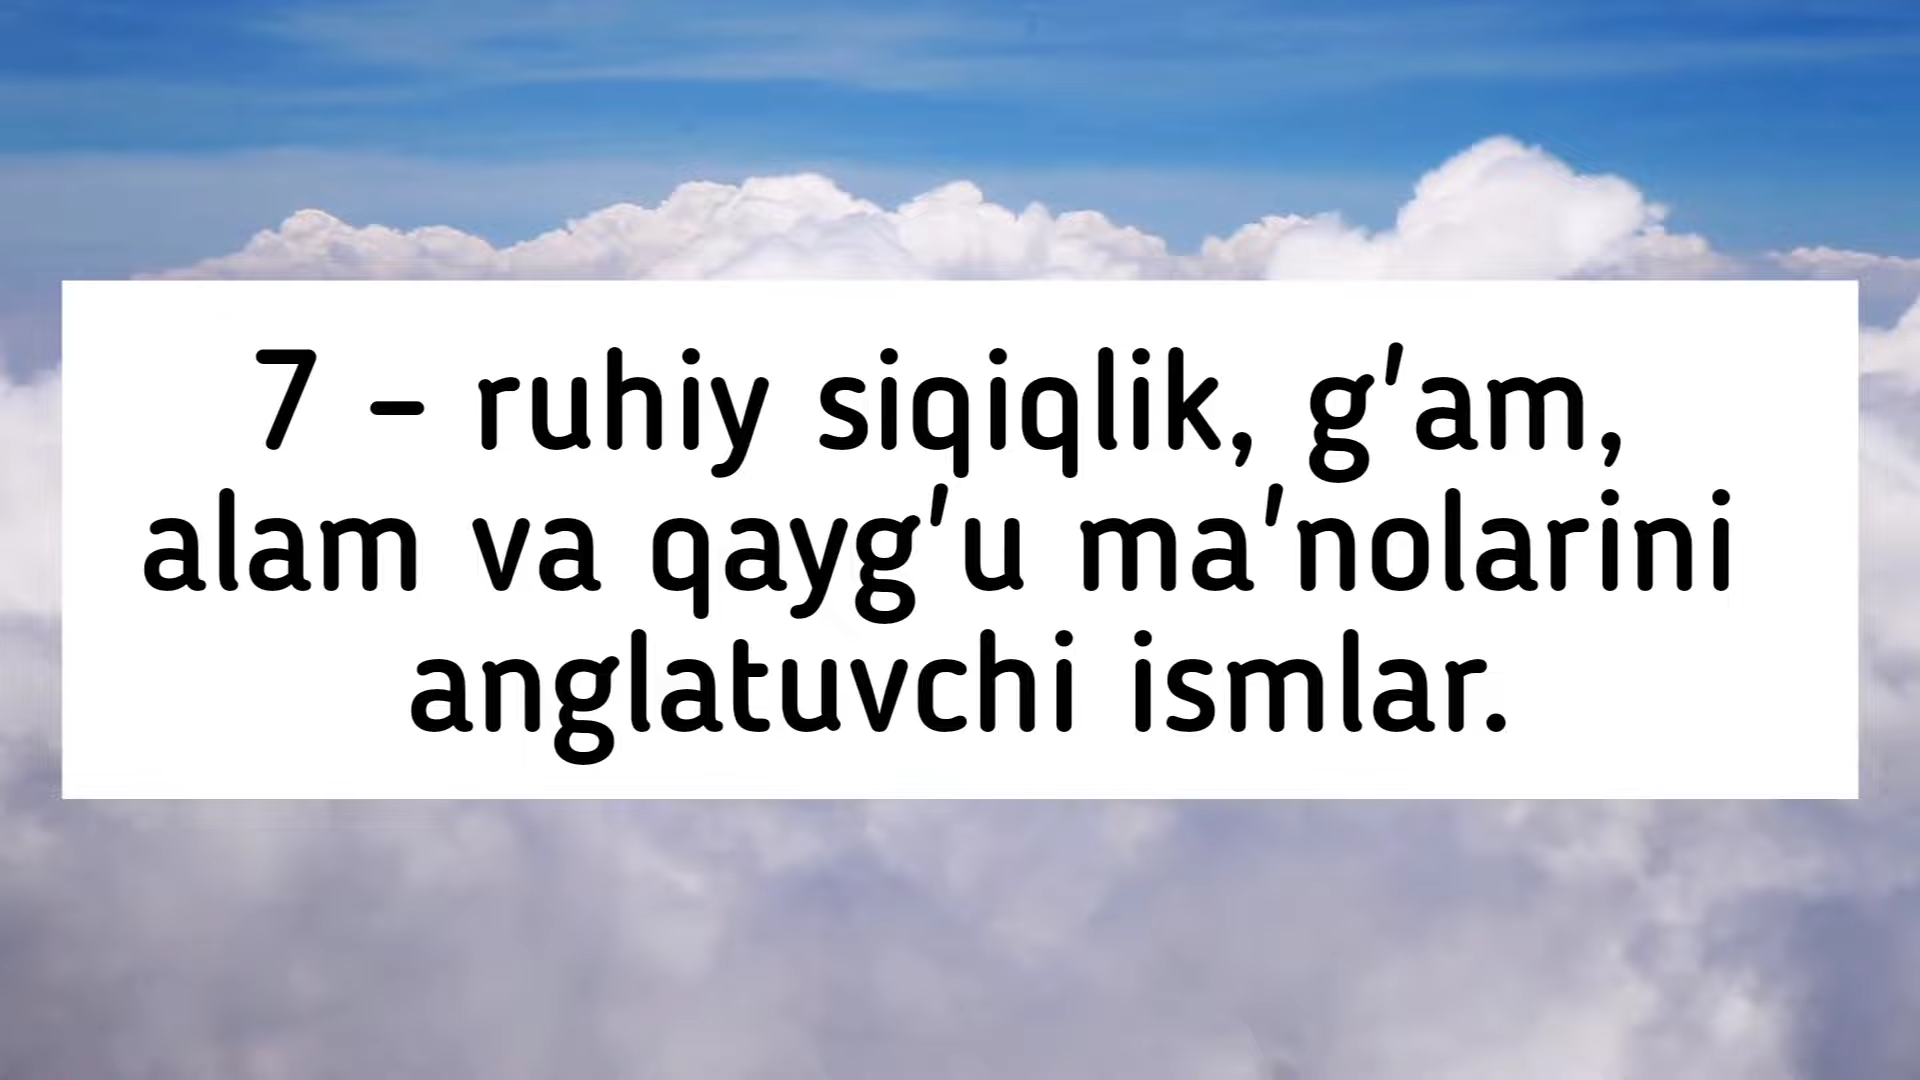 7 – ruhiy siqiqlik, g'am,
alam va qayg'u ma'nolarini
anglatuvchi ismlar.